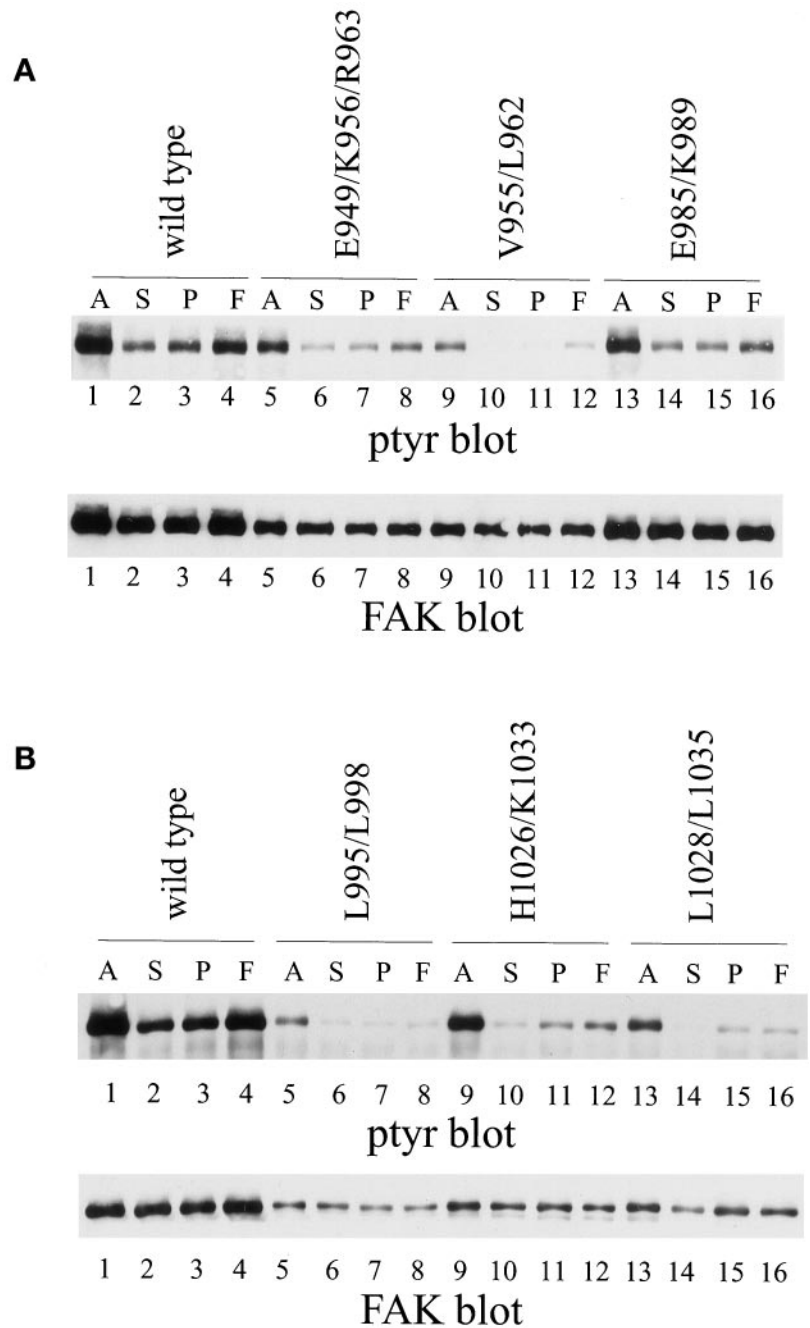 A
wild type
E949/K956/R963
V955/L962
E985/K989
A S P F A S P F A S P F A S P F
1 2 3 4 5 6 7 8 9 10 11 12 13 14 15 16
ptyr blot
1 2 3 4 5 6 7 8 9 10 11 12 13 14 15 16
FAK blot
B
wild type
L995/L998
H1026/K1033
L1028/L1035
A S P F A S P F A S P F A S P F
1 2 3 4 5 6 7 8 9 10 11 12 13 14 15 16
ptyr blot
1 2 3 4 5 6 7 8 9 10 11 12 13 14 15 16
FAK blot